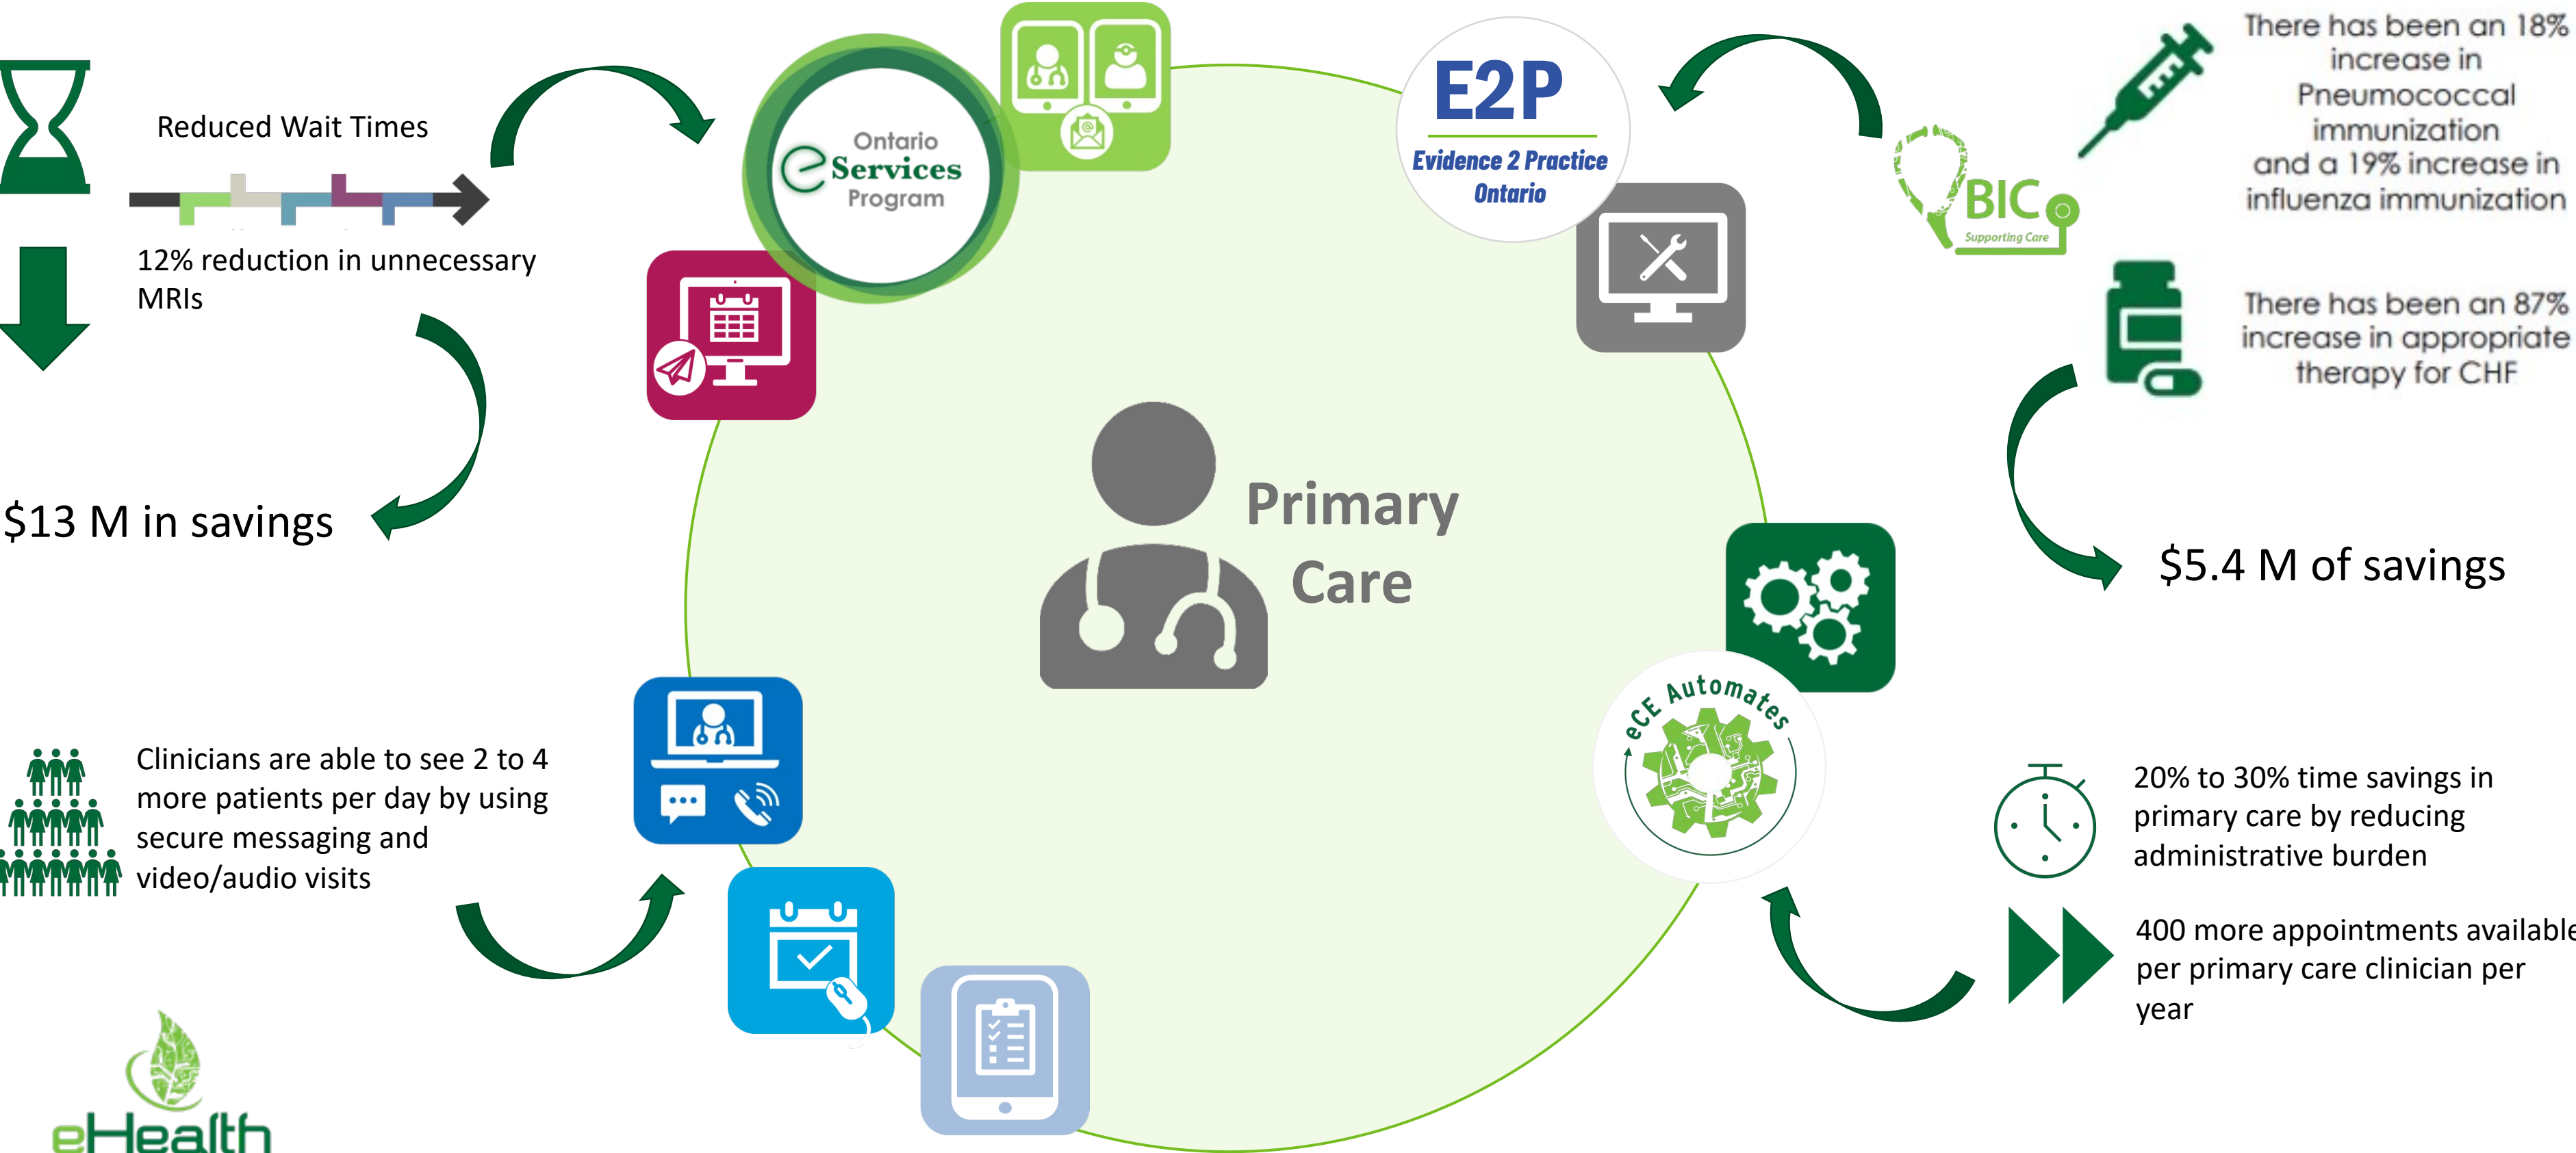 Reduced Wait Times
12% reduction in unnecessary
MRIs
$13 M in savings
Clinicians are able to see 2 to 4
more patients per day by using
secure messaging and
video/audio visits
eHealth
Ontario
eServices
Program
E2P
Evidence 2 Practice
Ontario
Primary
Care
eCE Automates
BIC
Supporting Care
There has been an 18%
increase in
Pneumococcal
immunization
and a 19% increase in
influenza immunization
There has been an 87%
increase in appropriate
therapy for CHF
$5.4 M of savings
20% to 30% time savings in
primary care by reducing
administrative burden
400 more appointments available
per primary care clinician per
year